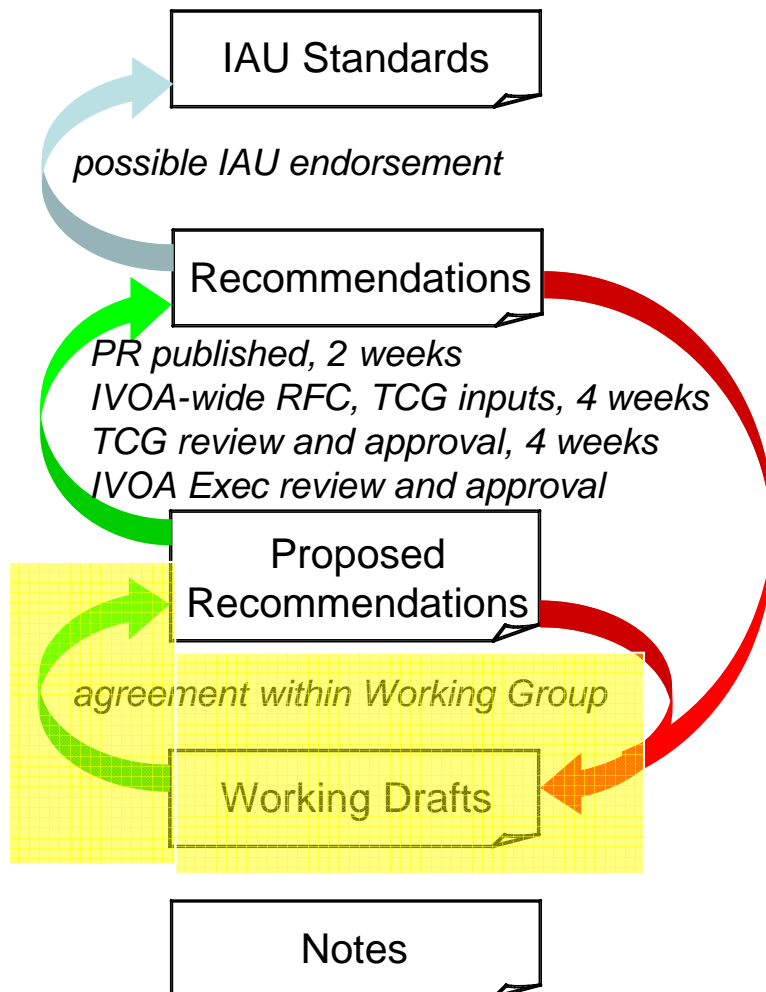 IAU Standards
possible IAU endorsement
Recommendations
PR published, 2 weeks
IVOA-wide RFC, TCG inputs, 4 weeks
TCG review and approval, 4 weeks
IVOA Exec review and approval
Proposed
Recommendations
agreement within Working Group
Working Drafts
Notes